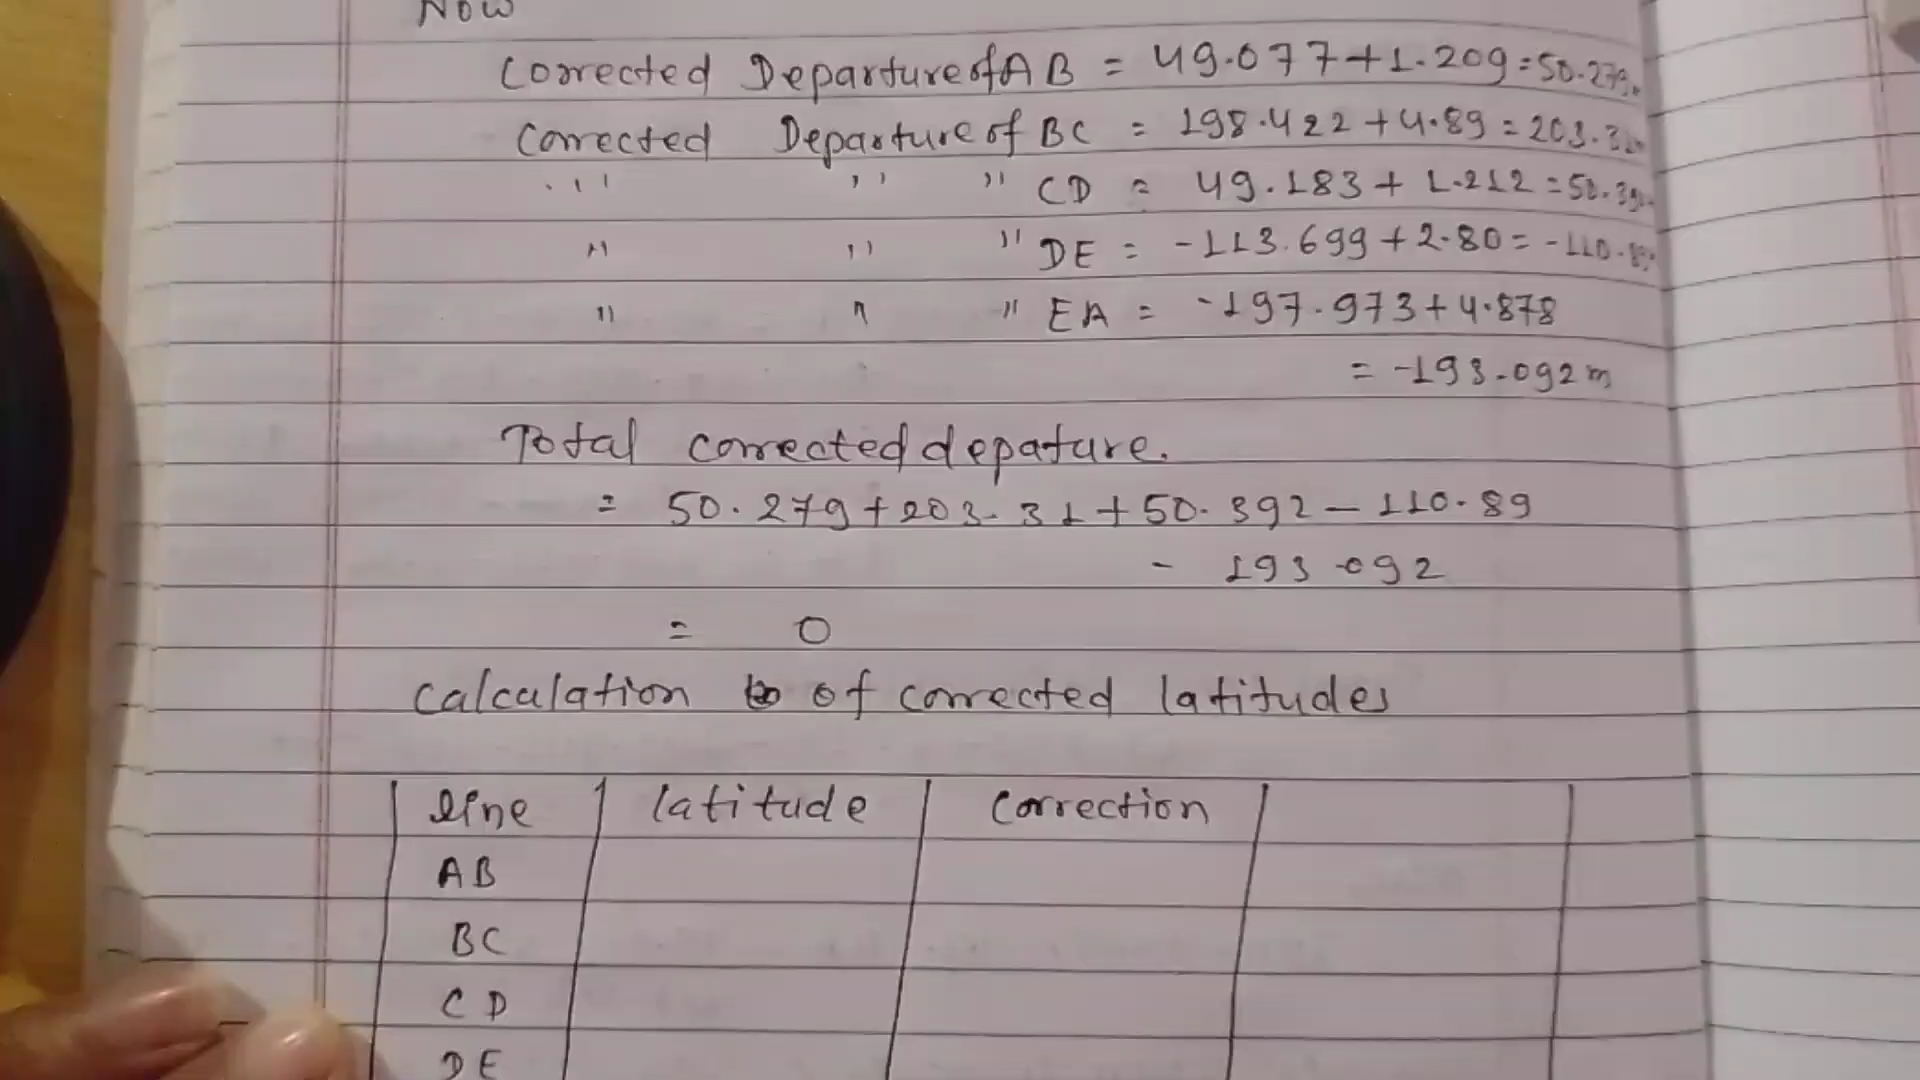 Now
Corrected Departure of AB = 49.077+1.209=50.279
Corrected Departure of BC = 198.422+4.89=203.31
,, ,, ,, CD = 49.183+1.212=50.392
,, ,, ,, DE = -113.699+2.80=-110.89
,, ,, ,, EA = -197.973+4.878
= -193.092m
Total corrected depature.
= 50.279+203.31+50.392-110.89
- 193.092
= 0
Calculation of corrected latitudes
line latitude Correction
AB
BC
CD
DE